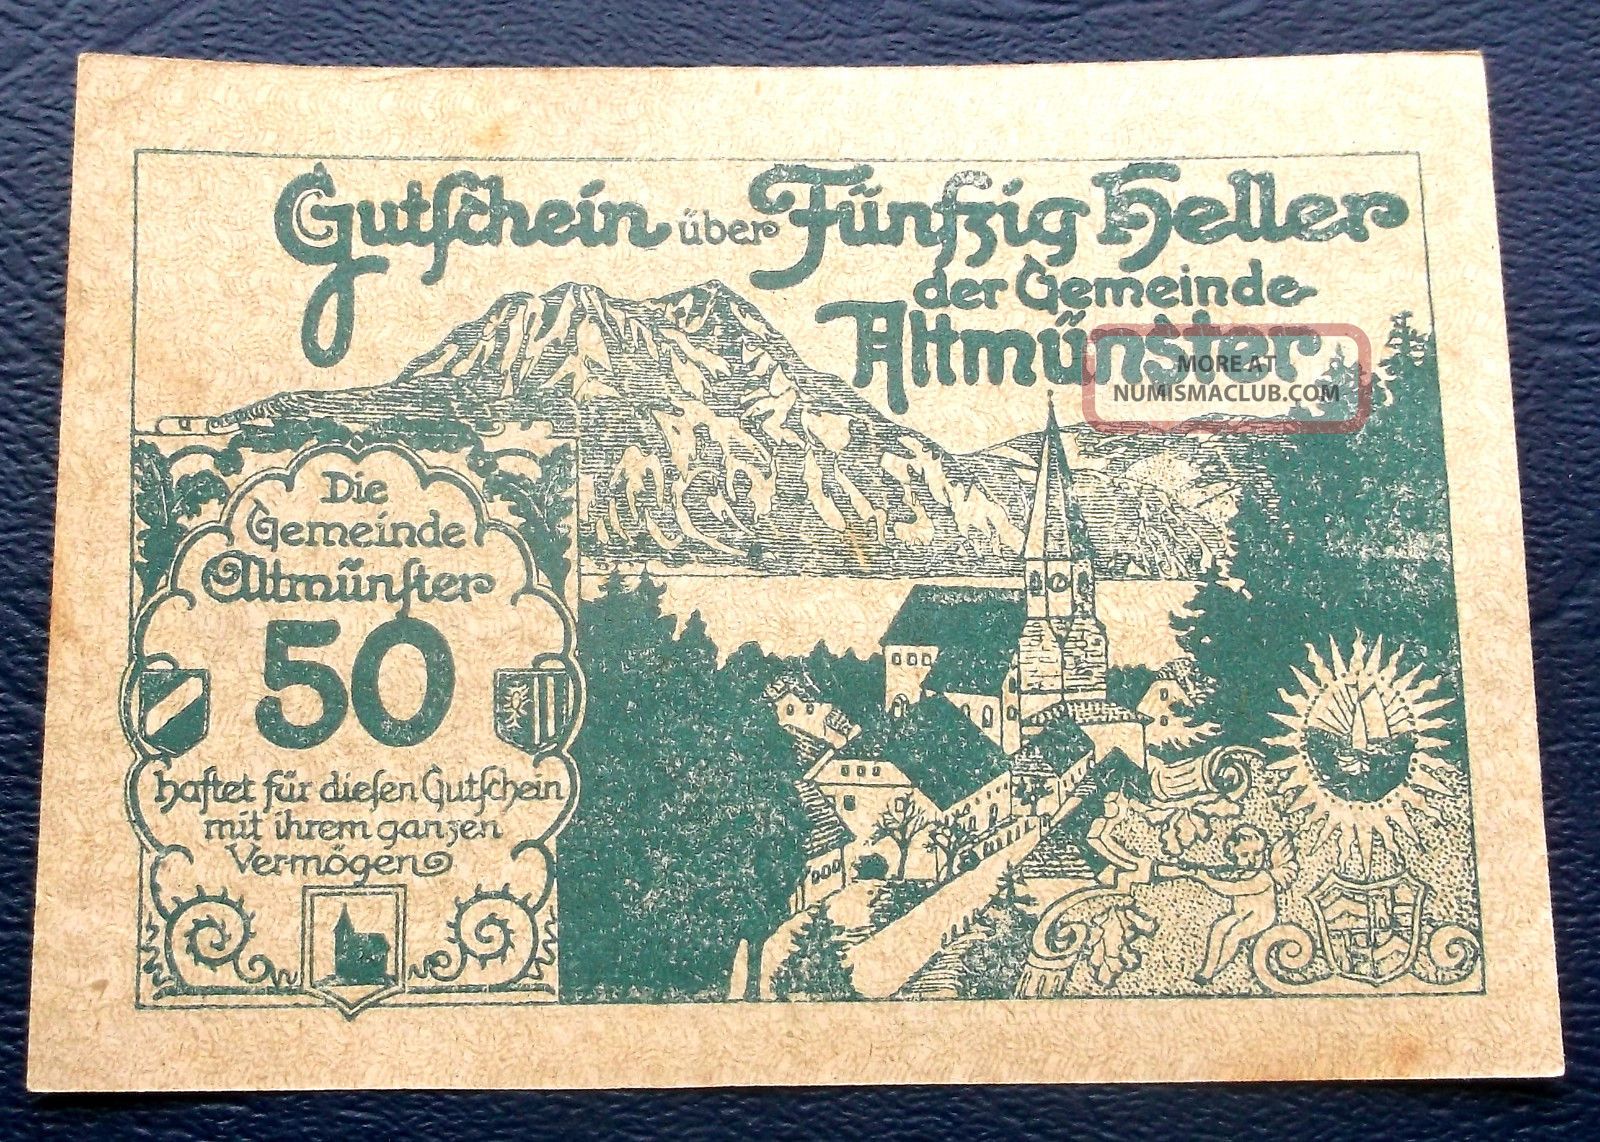 Gutschein über Fünfzig Heller
der Gemeinde
Altmünster
MORE AT
NUMISMACLUB.COM
Die
Gemeinde
Altmünster
50
haftet für diesen Gutschein
mit ihrem ganzen
Vermögen